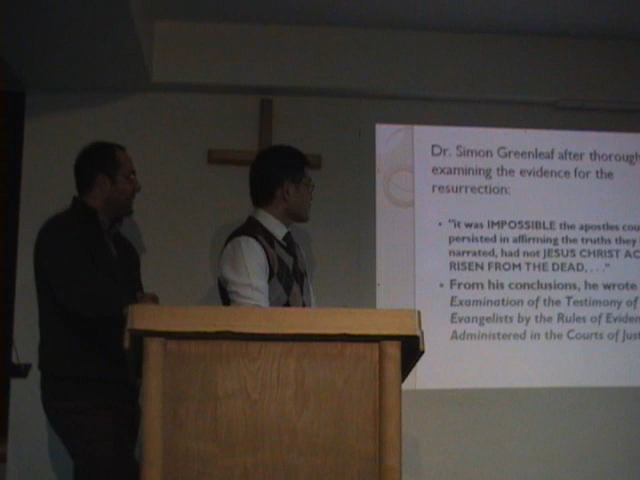 Dr. Simon Greenleaf after thorough
examining the evidence for the
resurrection:
• "it was IMPOSSIBLE the apostles cou
persisted in affirming the truths they
narrated, had not JESUS CHRIST AC
RISEN FROM THE DEAD, . . ."
• From his conclusions, he wrote
Examination of the Testimony of
Evangelists by the Rules of Eviden
Administered in the Courts of Just